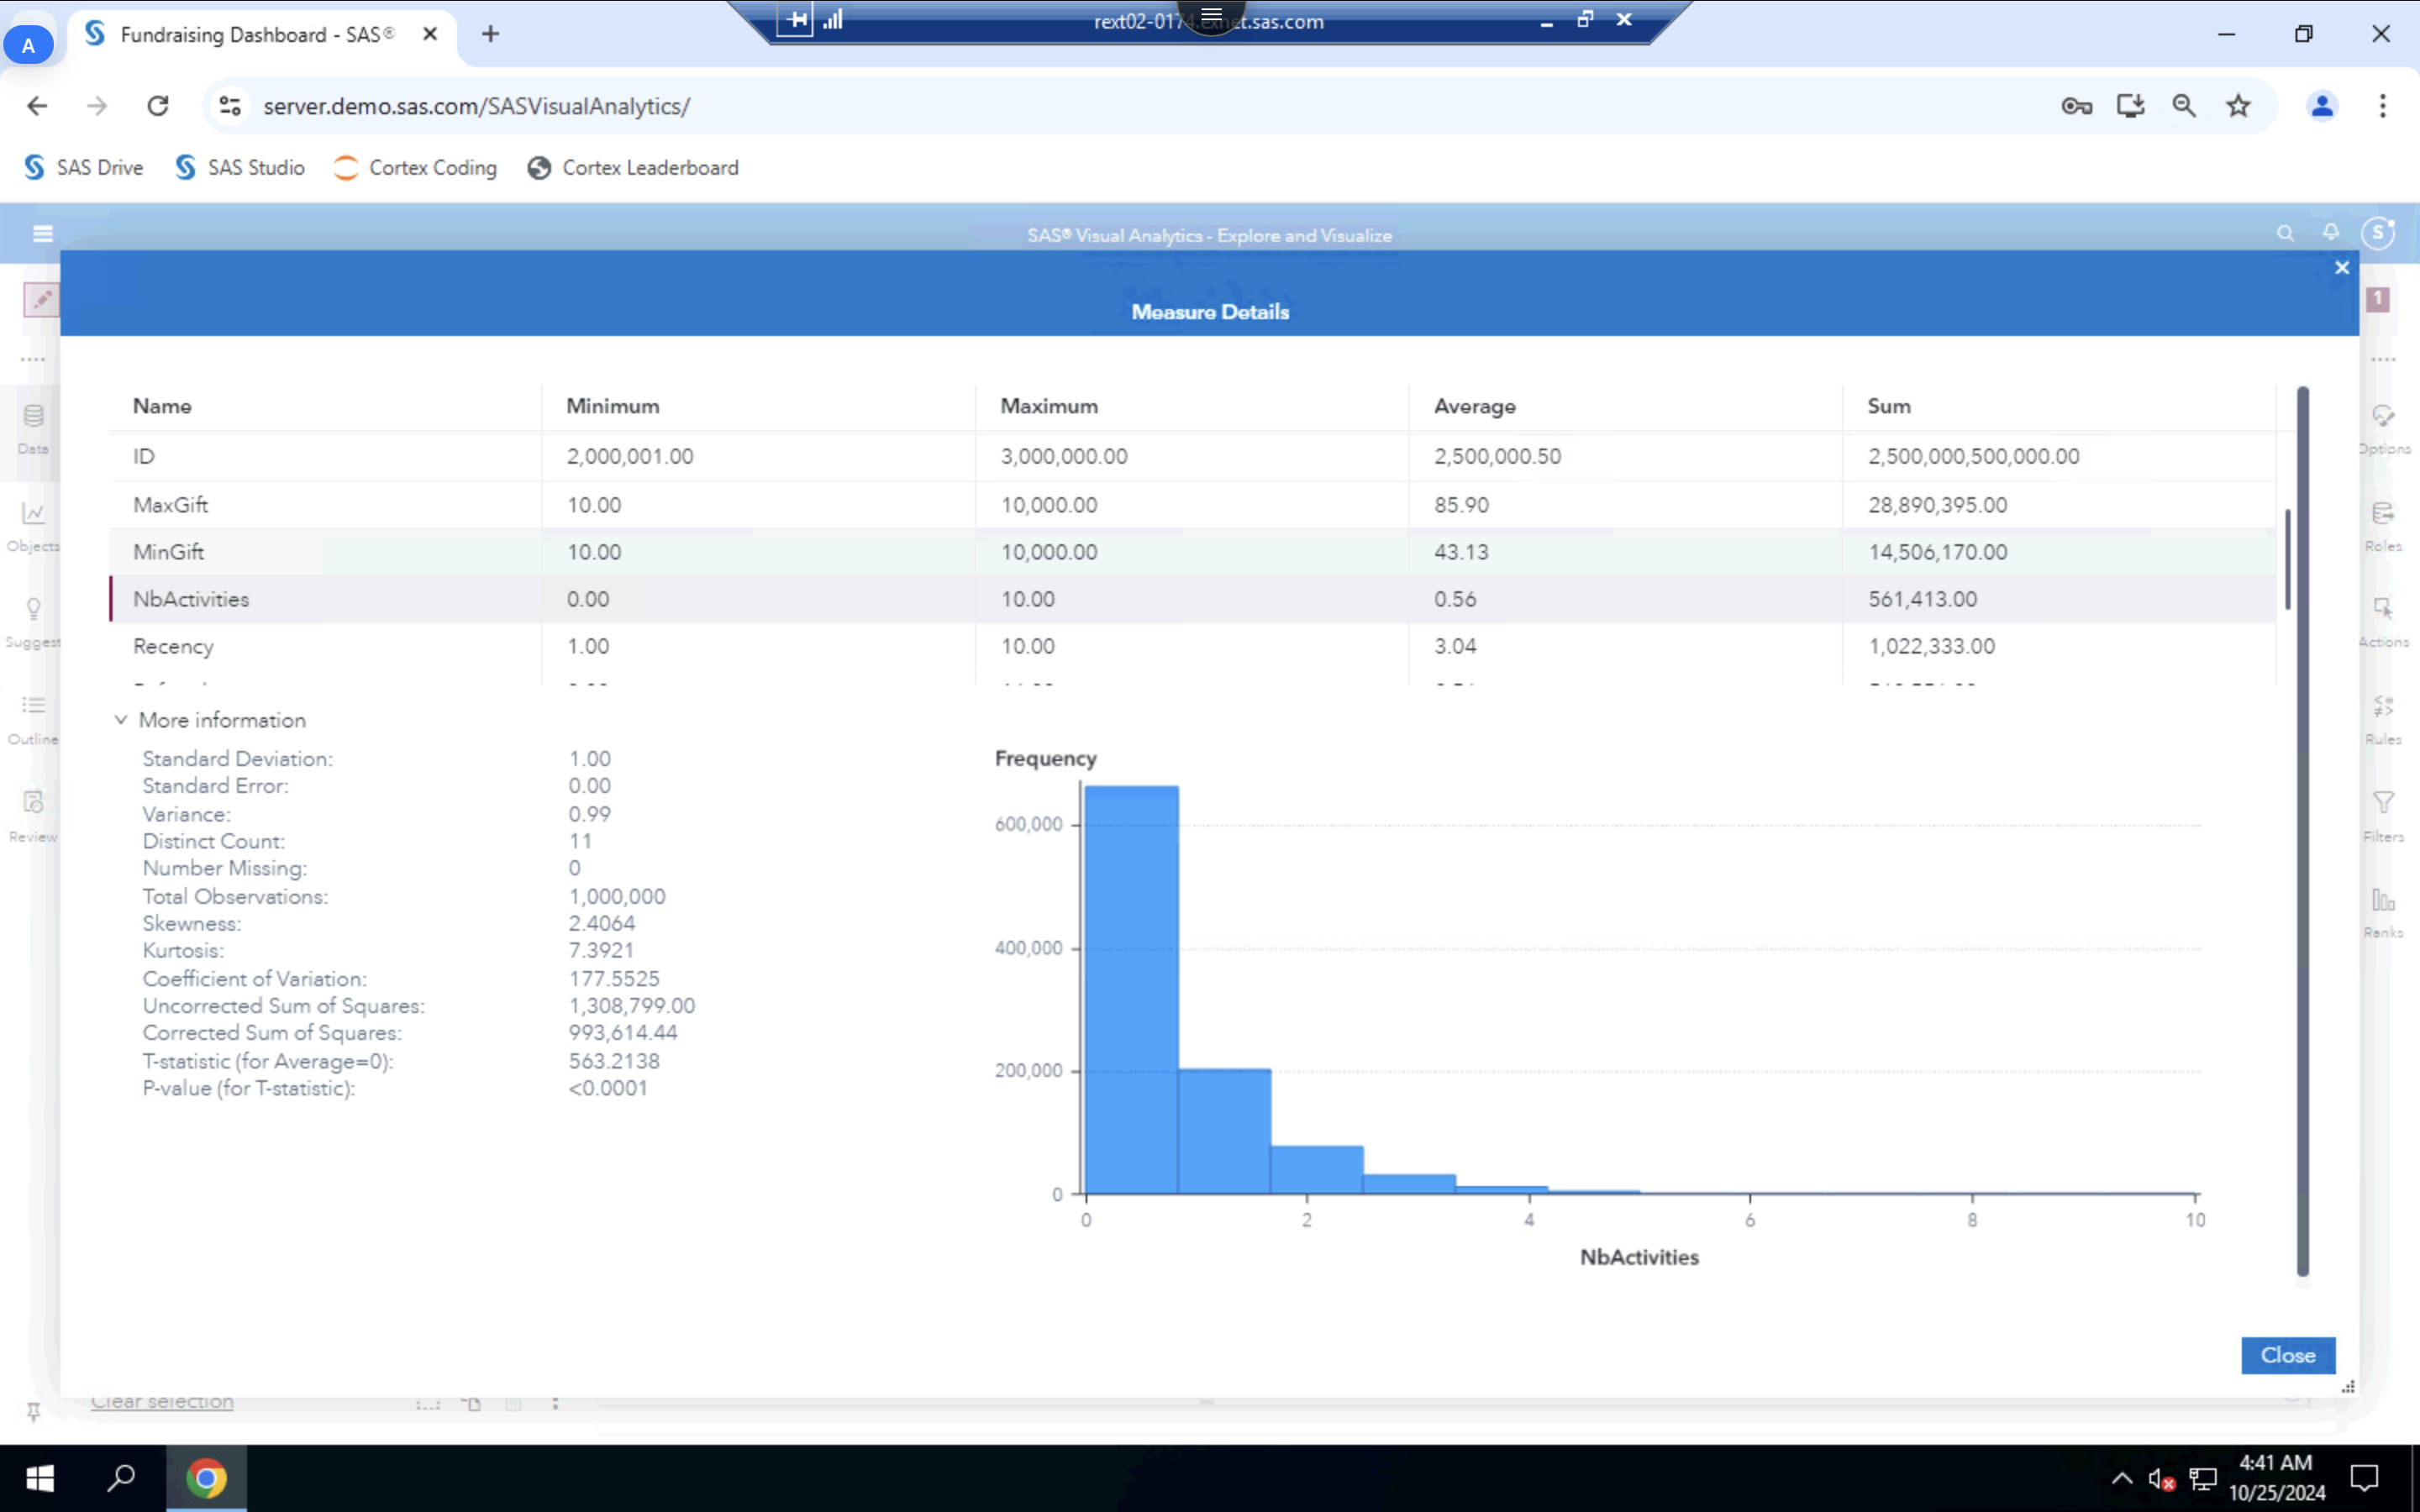 A
Fundraising Dashboard - SAS®
server.demo.sas.com/SASVisualAnalytics/
SAS Drive SAS Studio Cortex Coding Cortex Leaderboard
SAS® Visual Analytics - Explore and Visualize
S
1
Measure Details
Name Minimum Maximum Average Sum
ID 2,000,001.00 3,000,000.00 2,500,000.50 2,500,000,500,000.00
MaxGift 10.00 10,000.00 85.90 28,890,395.00
MinGift 10.00 10,000.00 43.13 14,506,170.00
NbActivities 0.00 10.00 0.56 561,413.00
Recency 1.00 10.00 3.04 1,022,333.00
More information
Standard Deviation: 1.00
Standard Error: 0.00
Variance: 0.99
Distinct Count: 11
Number Missing: 0
Total Observations: 1,000,000
Skewness: 2.4064
Kurtosis: 7.3921
Coefficient of Variation: 177.5525
Uncorrected Sum of Squares: 1,308,799.00
Corrected Sum of Squares: 993,614.44
T-statistic (for Average=0): 563.2138
P-value (for T-statistic): <0.0001
Frequency
600,000
400,000
200,000
0
0 2 4 6 8 10
NbActivities
Close
Data
Objects
Suggest
Outline
Review
Options
Roles
Actions
Rules
Filters
Ranks
Clear selection
4:41 AM
10/25/2024